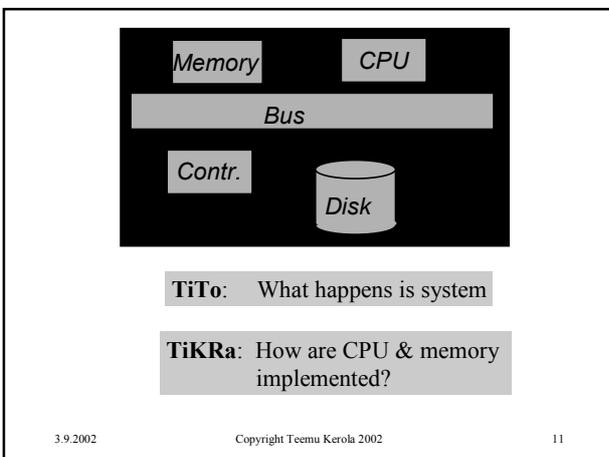 Memory CPU
Bus
Contr.
Disk
TiTo: What happens is system
TiKRa: How are CPU & memory
implemented?
3.9.2002 Copyright Teemu Kerola 2002 11